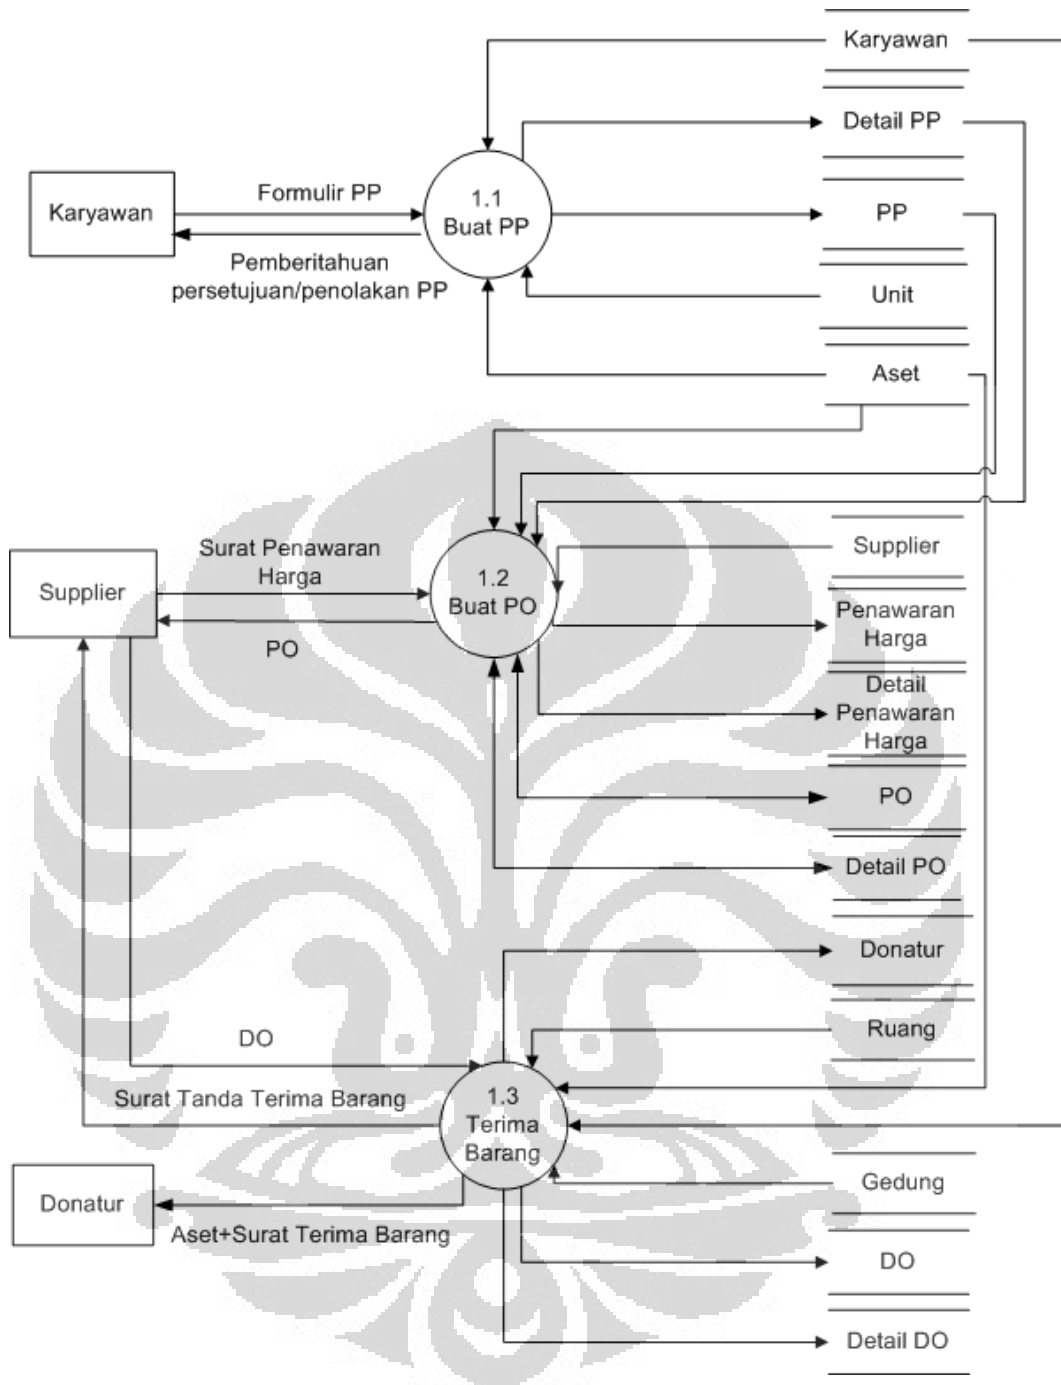 Karyawan
Detail PP
Formulir PP
1.1
Karyawan
Buat PP
PP
Pemberitahuan
persetujuan/penolakan PP
Unit
Aset
Surat Penawaran
Harga
Supplier
1.2
Supplier
Buat PO
Penawaran
Harga
PO
Detail
Penawaran
Harga
PO
Detail PO
Donatur
Ruang
DO
Surat Tanda Terima Barang
1.3
Terima
Barang
Gedung
Donatur
Aset+Surat Terima Barang
DO
Detail DO